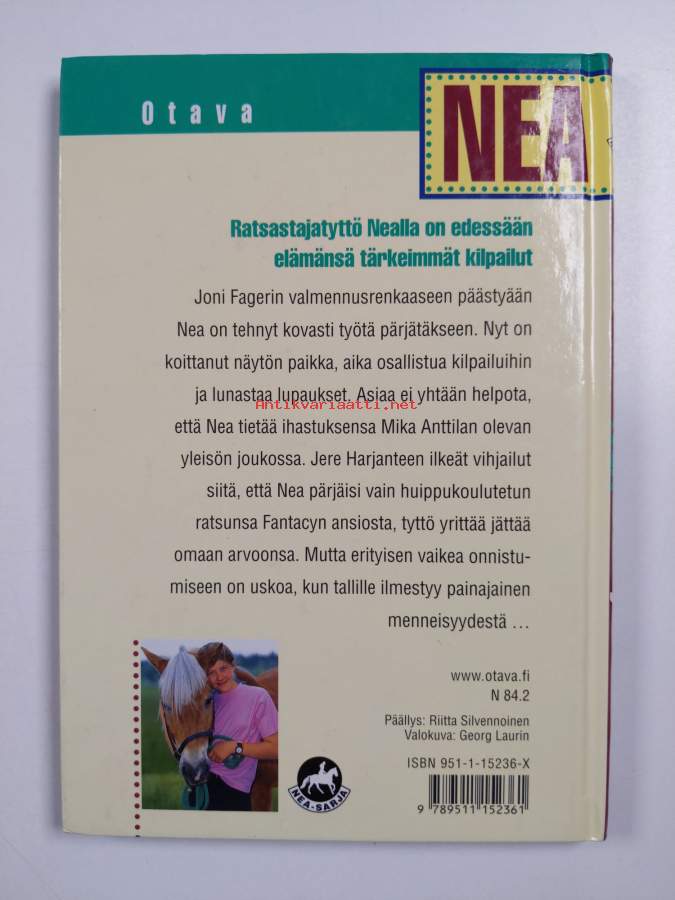 Otava
NEA
Ratsastajatyttö Nealla on edessään
elämänsä tärkeimmät kilpailut
Joni Fagerin valmennusrenkaaseen päästyään
Nea on tehnyt kovasti työtä pärjätäkseen. Nyt on
koittanut näytön paikka, aika osallistua kilpailuihin
ja lunastaa lupaukset. Asiaa ei yhtään helpota,
Antikvariaatti.net
että Nea tietää ihastuksensa Mika Anttilan olevan
yleisön joukossa. Jere Harjanteen ilkeät vihjailut
siitä, että Nea pärjäisi vain huippukoulutetun
ratsunsa Fantacyn ansiosta, tyttö yrittää jättää
omaan arvoonsa. Mutta erityisen vaikea onnistu-
miseen on uskoa, kun tallille ilmestyy painajainen
menneisyydestä ...
www.otava.fi
N 84.2
Päällys: Riitta Silvennoinen
Valokuva: Georg Laurin
NEA-SARJA
ISBN 951-1-15236-X
9 789511 152361